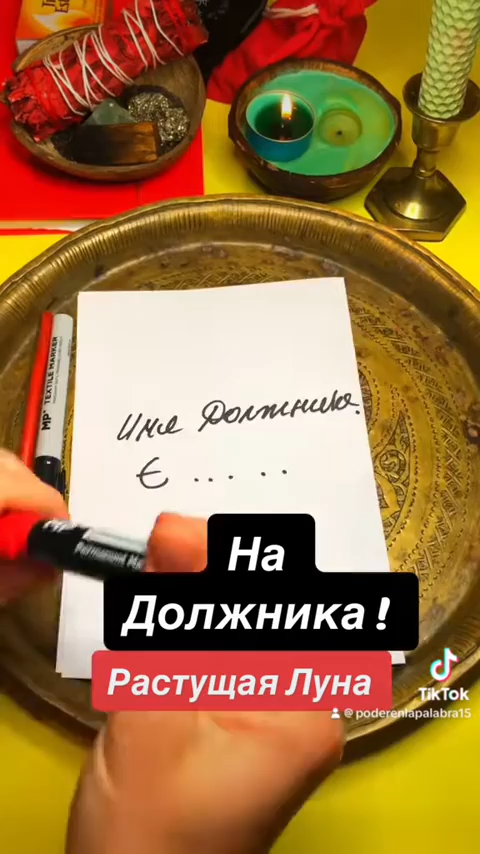 MP
TEXTILE MARKER
Имя Должника.
€ ... ..
На
Должника!
Растущая Луна
TikTok
@poderenlapalabra15